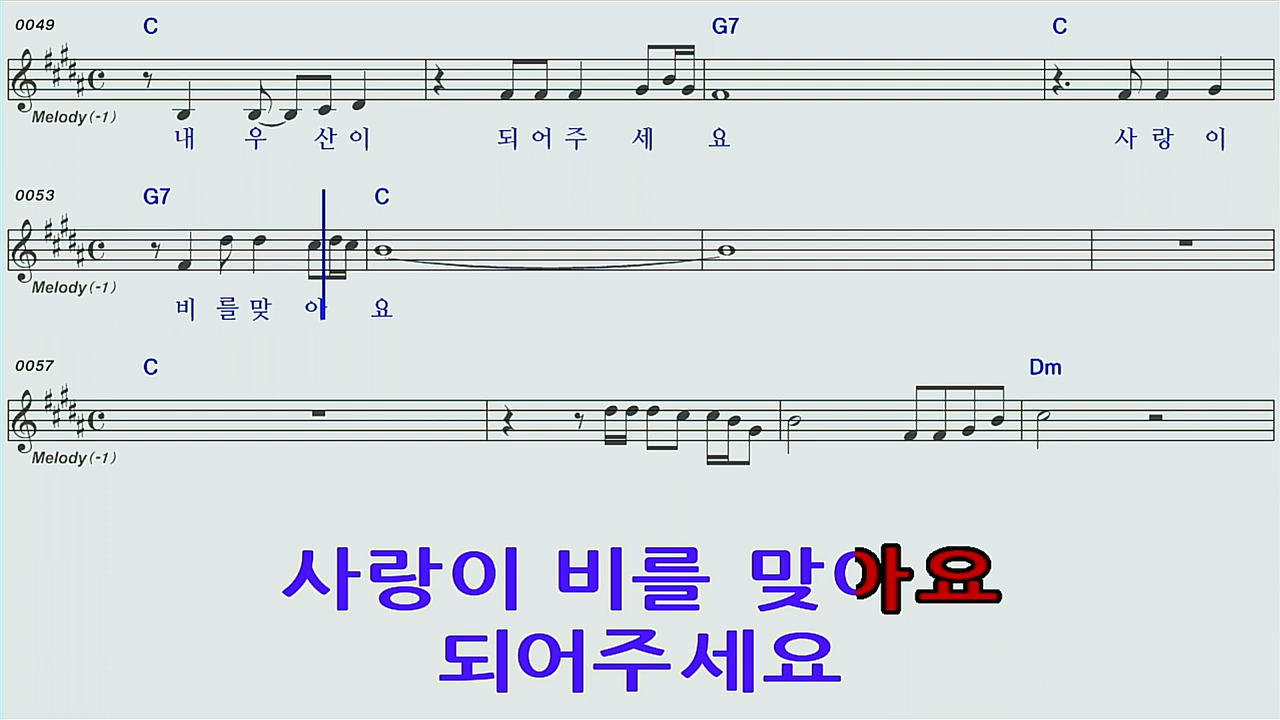 0049 C G7 C
Melody(-1)
내 우 산 이 되 어 주 세 요 사 랑 이
0053 G7 C
Melody(-1)
비 를 맞 아 요
0057 C Dm
Melody(-1)
사랑이 비를 맞아요
되어주세요